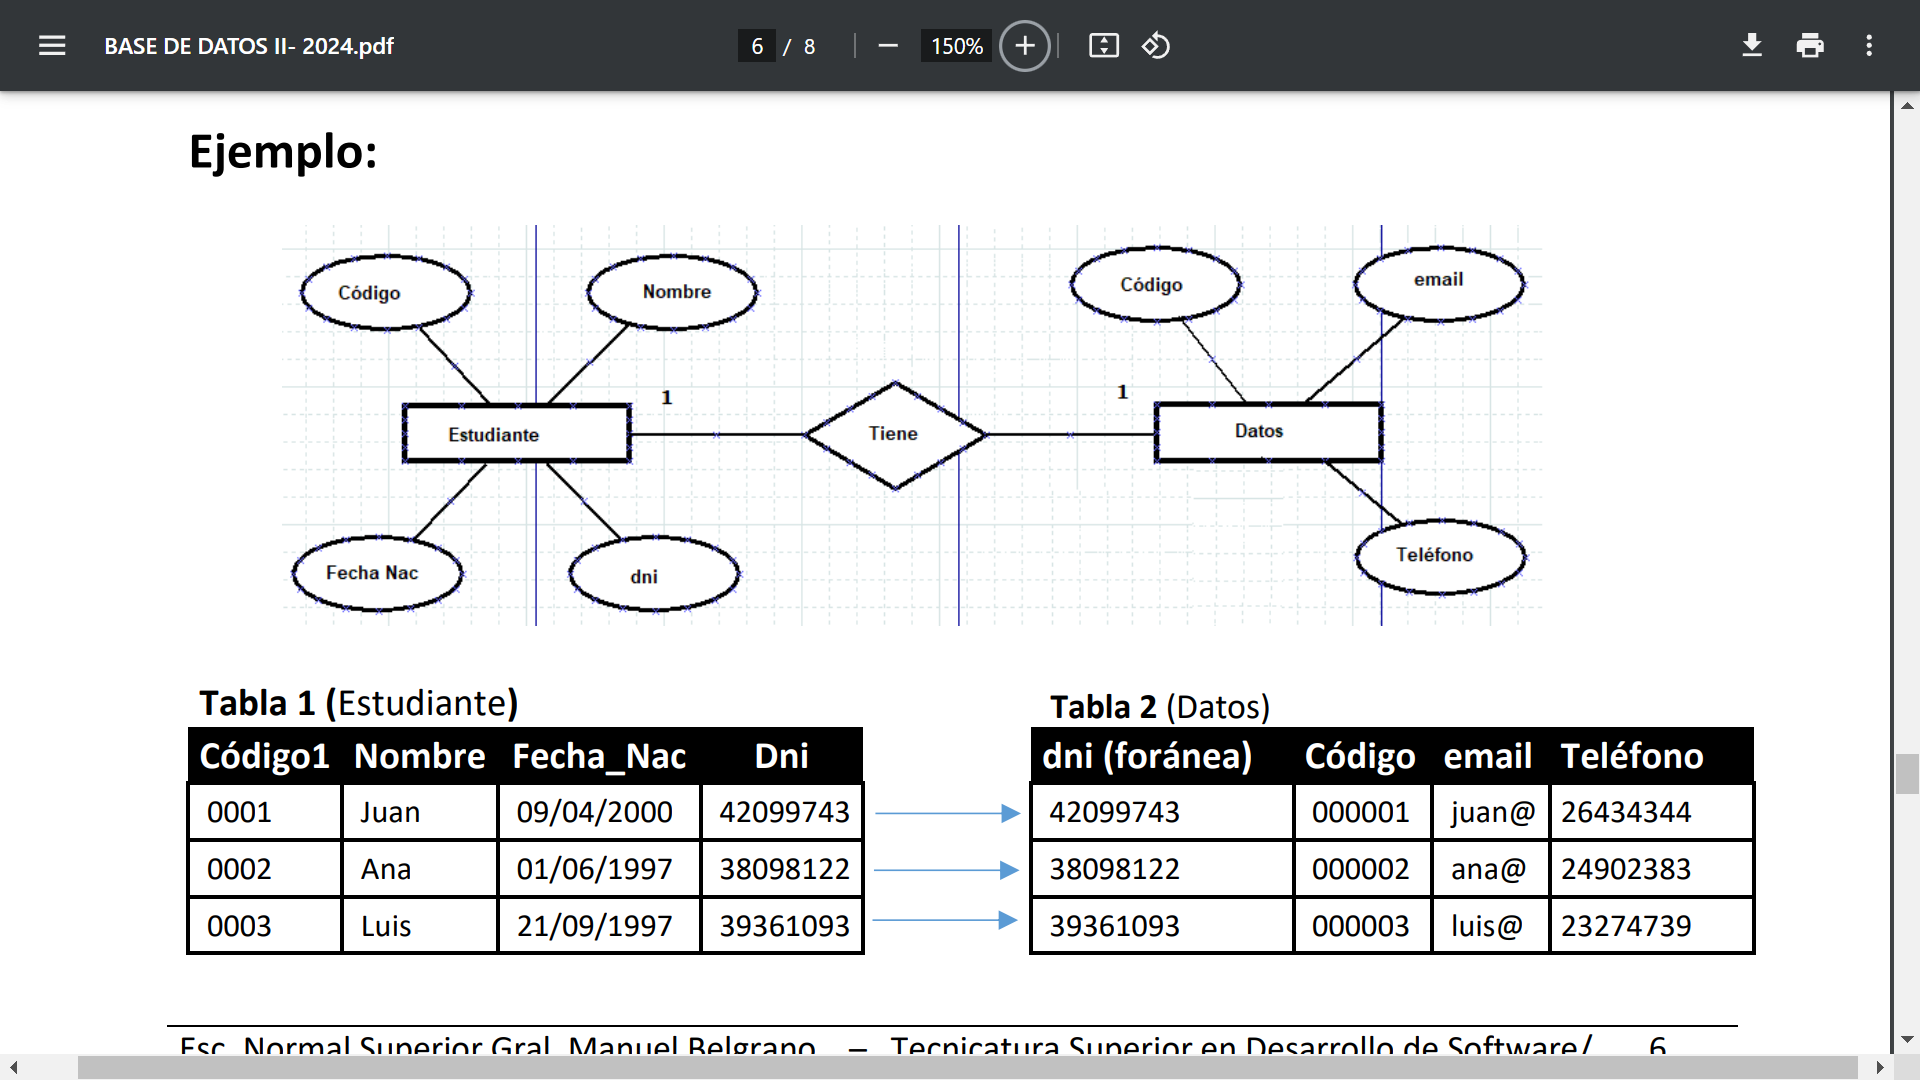 BASE DE DATOS II- 2024.pdf
6 / 8
150%
Ejemplo:
Código
Nombre
Código
email
1
1
Estudiante
Tiene
Datos
Fecha Nac
dni
Teléfono
Tabla 1 (Estudiante)
Código1 Nombre Fecha_Nac Dni
0001 Juan 09/04/2000 42099743
0002 Ana 01/06/1997 38098122
0003 Luis 21/09/1997 39361093
Tabla 2 (Datos)
dni (foránea) Código email Teléfono
42099743 000001 juan@ 26434344
38098122 000002 ana@ 24902383
39361093 000003 luis@ 23274739
Esc. Normal Superior Gral. Manuel Belgrano – Tecnicatura Superior en Desarrollo de Software/ 6